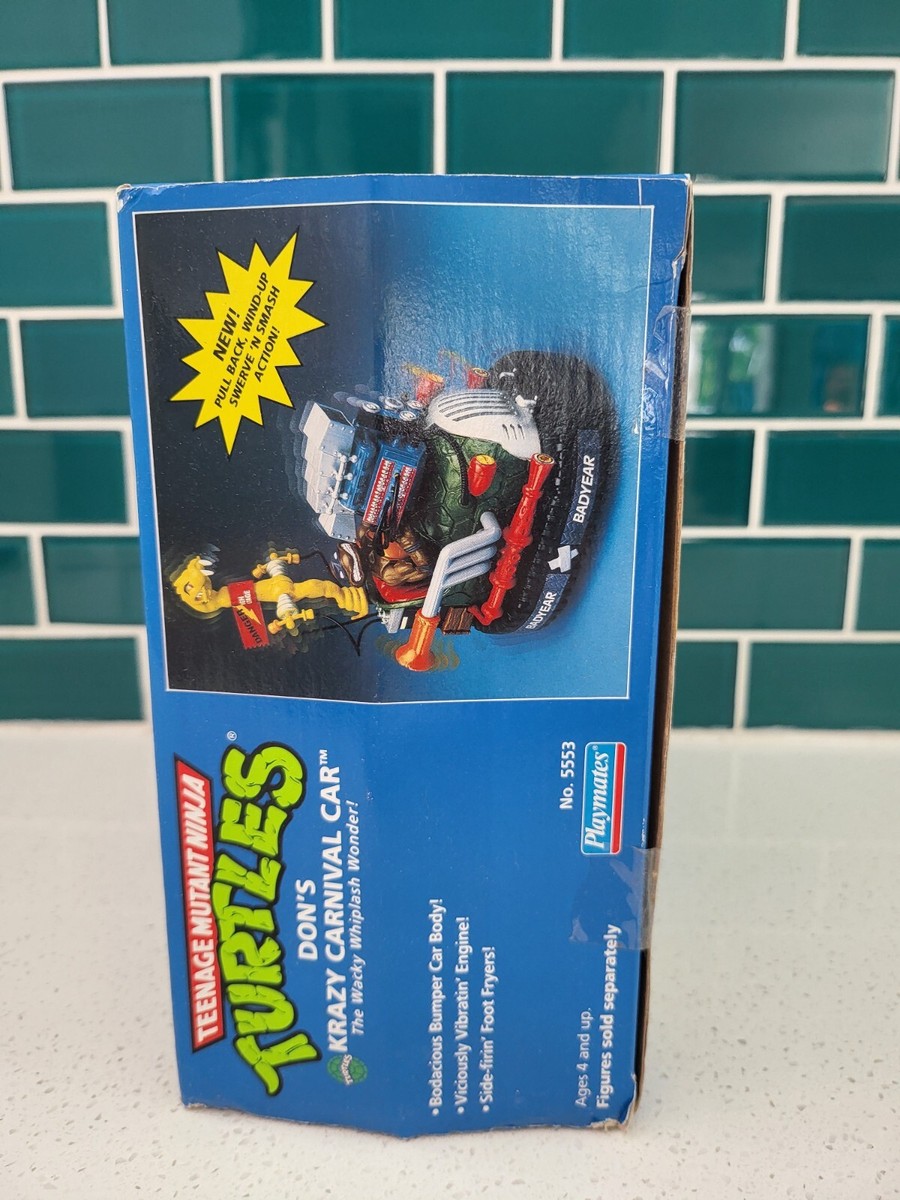 NEW!
PULL BACK, WIND-UP
SWERVE 'N SMASH
ACTION!
DANGER
BADYEAR
BADYEAR
TEENAGE MUTANT NINJA
TURTLES®
DON'S
KRAZY CARNIVAL CAR™
The Wacky Whiplash Wonder!
•Bodacious Bumper Car Body!
•Viciously Vibratin' Engine!
•Side-firin' Foot Fryers!
No. 5553
Playmates®
Ages 4 and up.
Figures sold separately